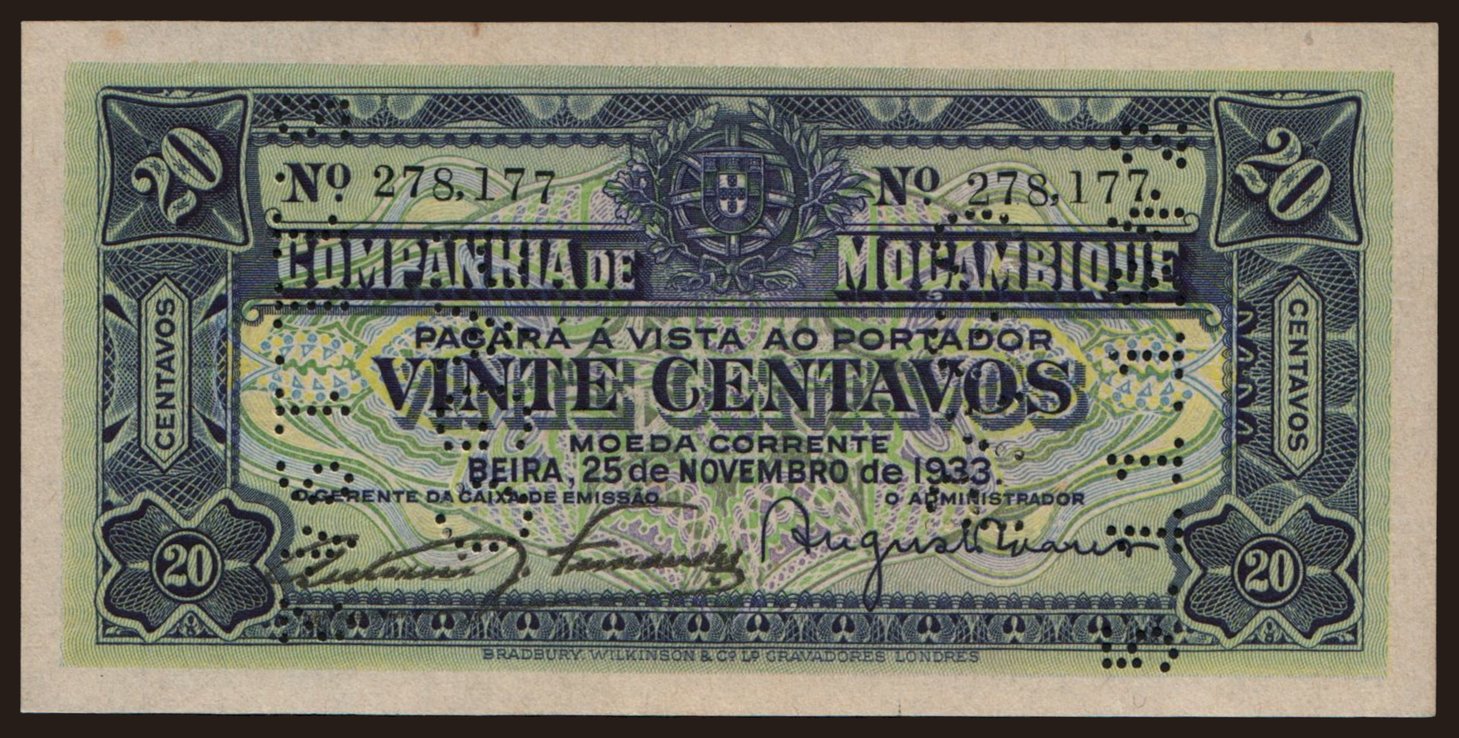 20
20
Nº 278,177
Nº 278,177
COMPANHIA DE MOÇAMBIQUE
CENTAVOS
CENTAVOS
PAGARÁ Á VISTA AO PORTADOR
VINTE CENTAVOS
MOEDA CORRENTE
BEIRA, 25 de NOVEMBRO de 1933.
O GERENTE DA CAIXA DE EMISSÃO
O ADMINISTRADOR
20
20
BRADBURY, WILKINSON & Cº Lº GRAVADORES LONDRES